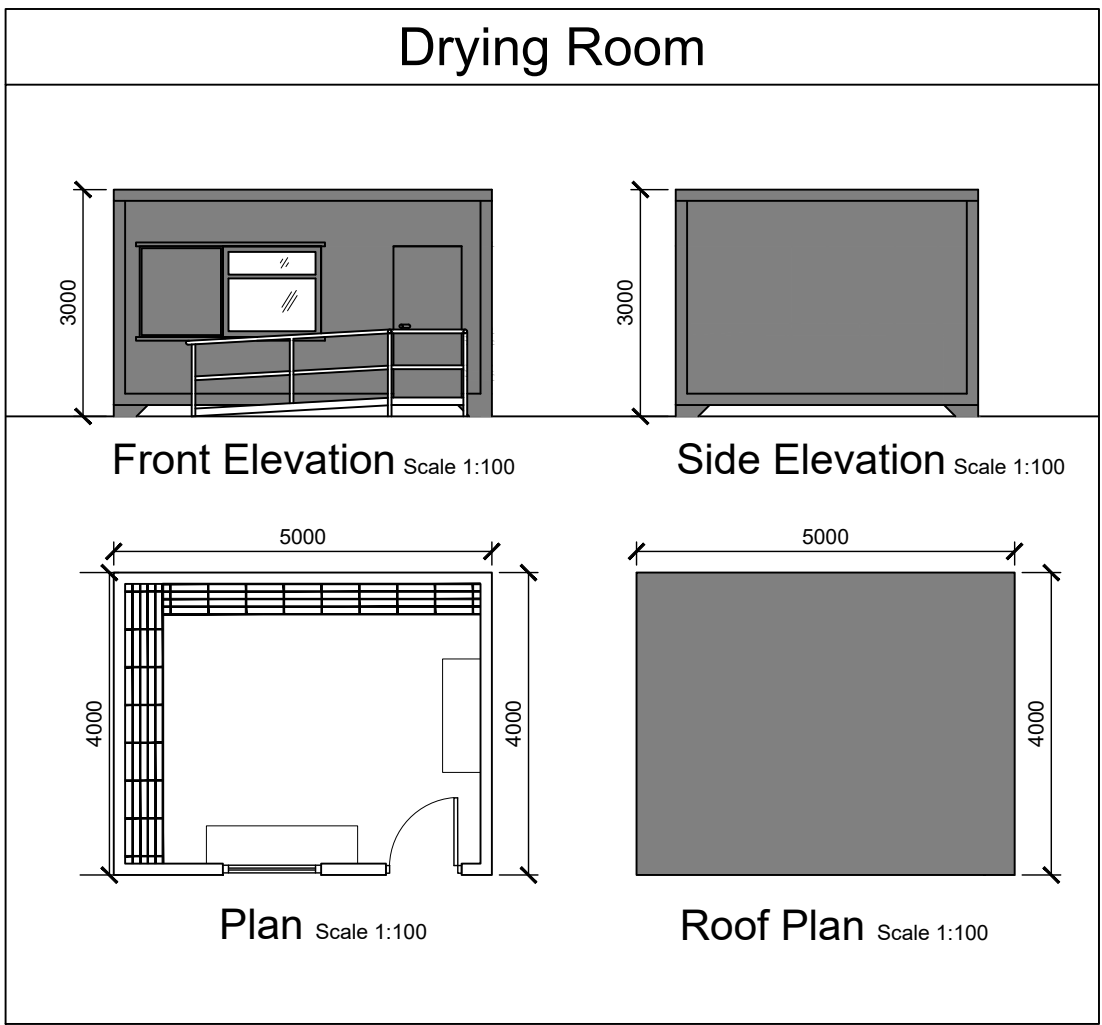 Drying Room
3000
3000
Front Elevation Scale 1:100
Side Elevation Scale 1:100
5000
5000
4000
4000
4000
Plan Scale 1:100
Roof Plan Scale 1:100